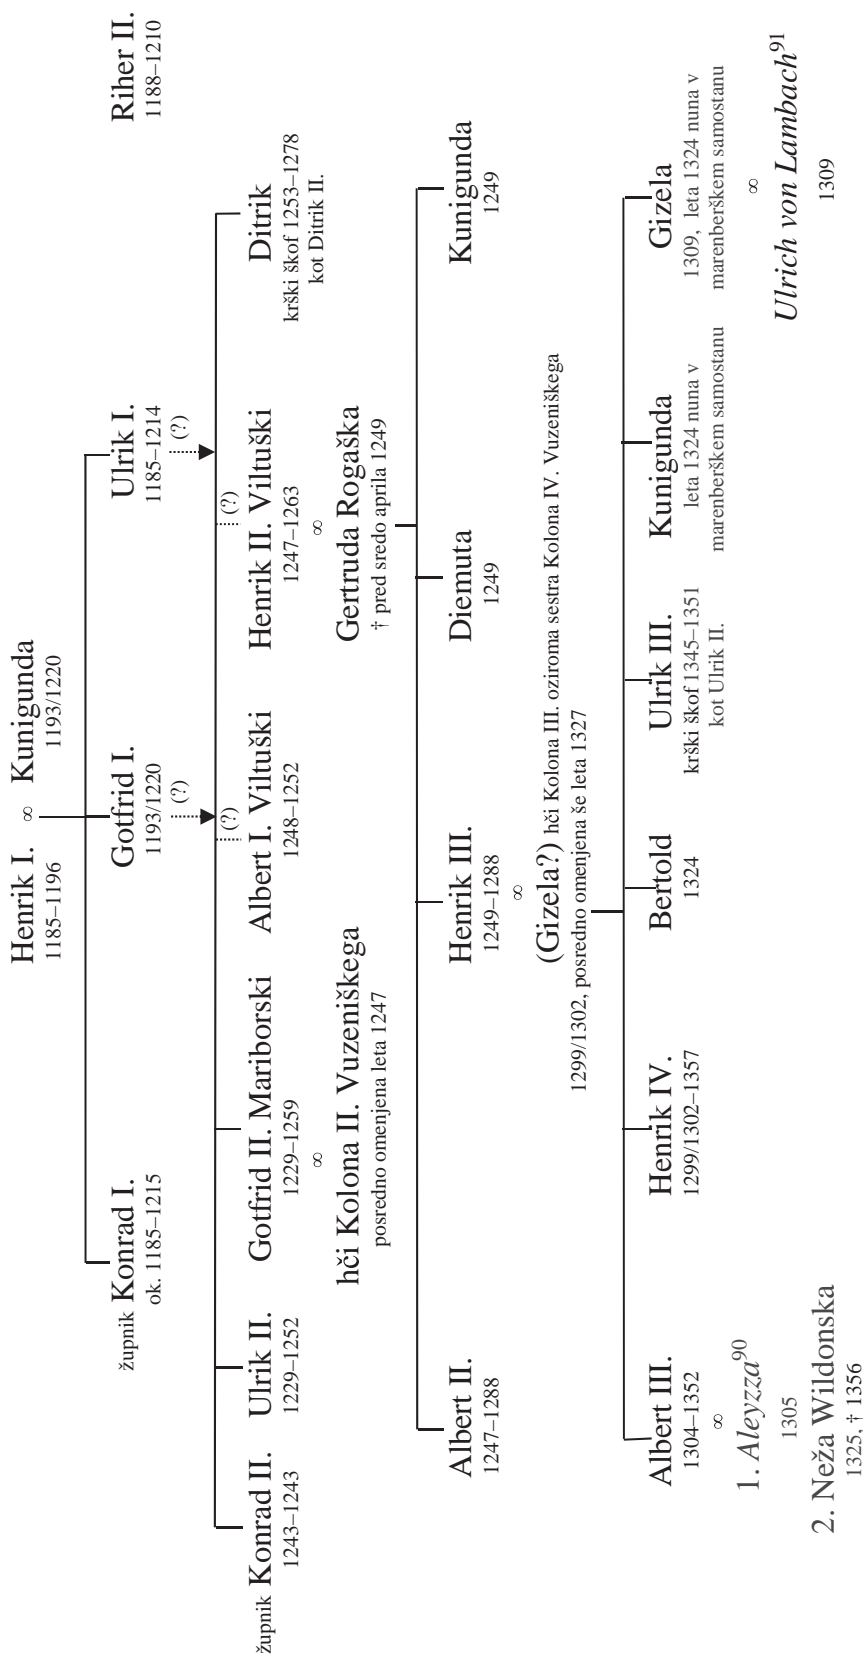 Henrik I. ∞ Kunigunda
1185–1196 1193/1220
župnik Konrad I.
ok. 1185–1215
Gotfrid I.
1193/1220
(?)
Ulrik I.
1185–1214
(?)
Riher II.
1188–1210
župnik Konrad II.
1243–1243
Ulrik II.
1229–1252
Gotfrid II. Mariborski
1229–1259
∞
hči Kolona II. Vuzeniškega
posredno omenjena leta 1247
(?)
Albert I. Viltuški
1248–1252
(?)
Henrik II. Viltuški
1247–1263
∞
Gertruda Rogaška
† pred sredo aprila 1249
Ditrik
krški škof 1253–1278
kot Ditrik II.
Albert II.
1247–1288
Henrik III.
1249–1288
∞
(Gizela?) hči Kolona III. oziroma sestra Kolona IV. Vuzeniškega
1299/1302, posredno omenjena še leta 1327
Diemuta
1249
Kunigunda
1249
Albert III.
1304–1352
∞
1. Aleyzza90
1305
2. Neža Wildonska
1325, † 1356
Henrik IV.
1299/1302–1357
Bertold
1324
Ulrik III.
krški škof 1345–1351
kot Ulrik II.
Kunigunda
leta 1324 nuna v
marenberškem samostanu
Gizela
1309, leta 1324 nuna v
marenberškem samostanu
∞
Ulrich von Lambach91
1309